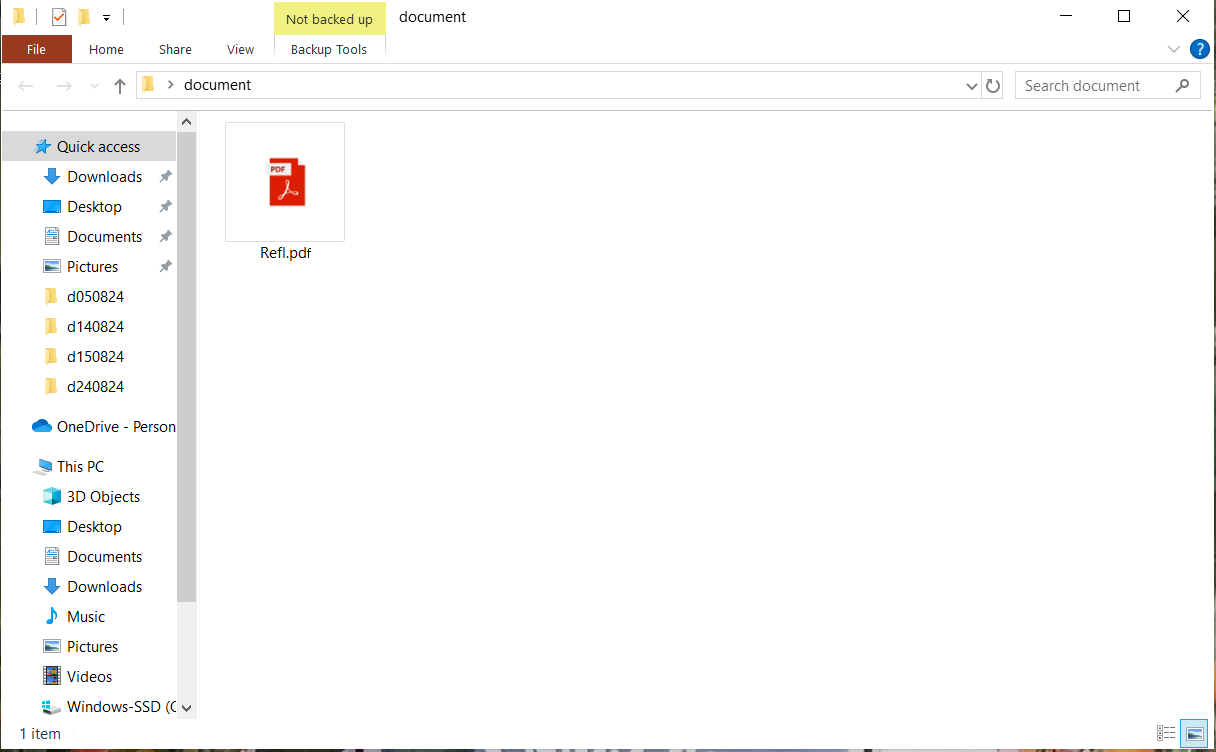 Not backed up
document
File
Home
Share
View
Backup Tools
?
document
Search document
Quick access
Downloads
Desktop
Documents
Pictures
d050824
d140824
d150824
d240824
OneDrive - Person
This PC
3D Objects
Desktop
Documents
Downloads
Music
Pictures
Videos
Windows-SSD (C
PDF
Refl.pdf
1 item